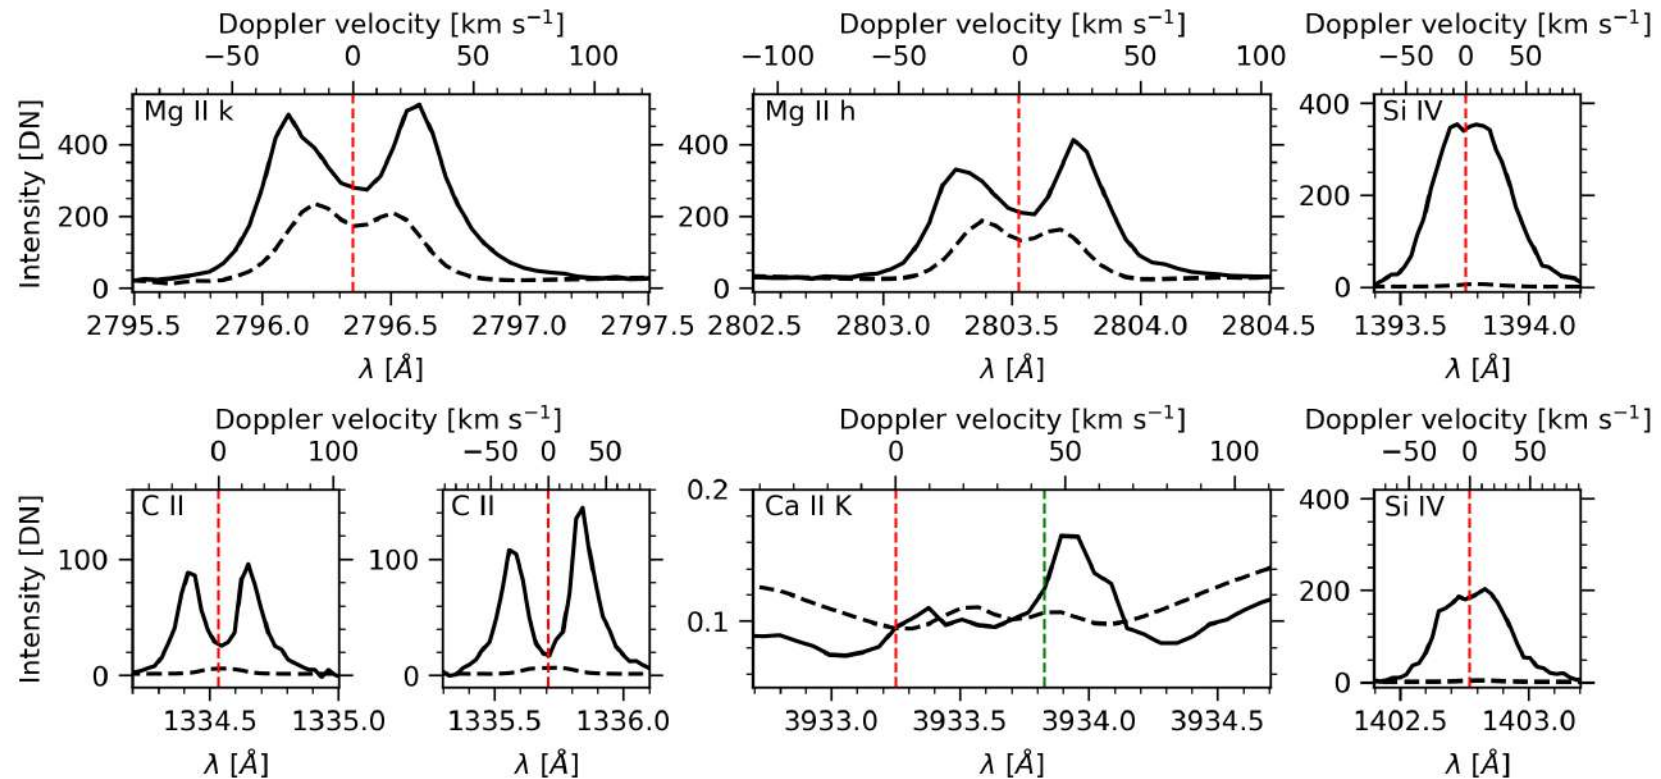 Doppler velocity [km s⁻¹] Doppler velocity [km s⁻¹] Doppler velocity [km s⁻¹]
−50 0 50 100 −100 −50 0 50 100 −50 0 50
Mg II k Mg II h Si IV
Intensity [DN]
400 400 400
200 200 200
0 0 0
2795.5 2796.0 2796.5 2797.0 2797.5 2802.5 2803.0 2803.5 2804.0 2804.5 1393.5 1394.0
λ [Å] λ [Å] λ [Å]
Doppler velocity [km s⁻¹] Doppler velocity [km s⁻¹] Doppler velocity [km s⁻¹]
0 100 −50 0 50 0 50 100 −50 0 50
C II C II Ca II K Si IV
Intensity [DN]
0.2 400
100 100 0.1 200
0 0 0
1334.5 1335.0 1335.5 1336.0 3933.0 3933.5 3934.0 3934.5 1402.5 1403.0
λ [Å] λ [Å] λ [Å] λ [Å]